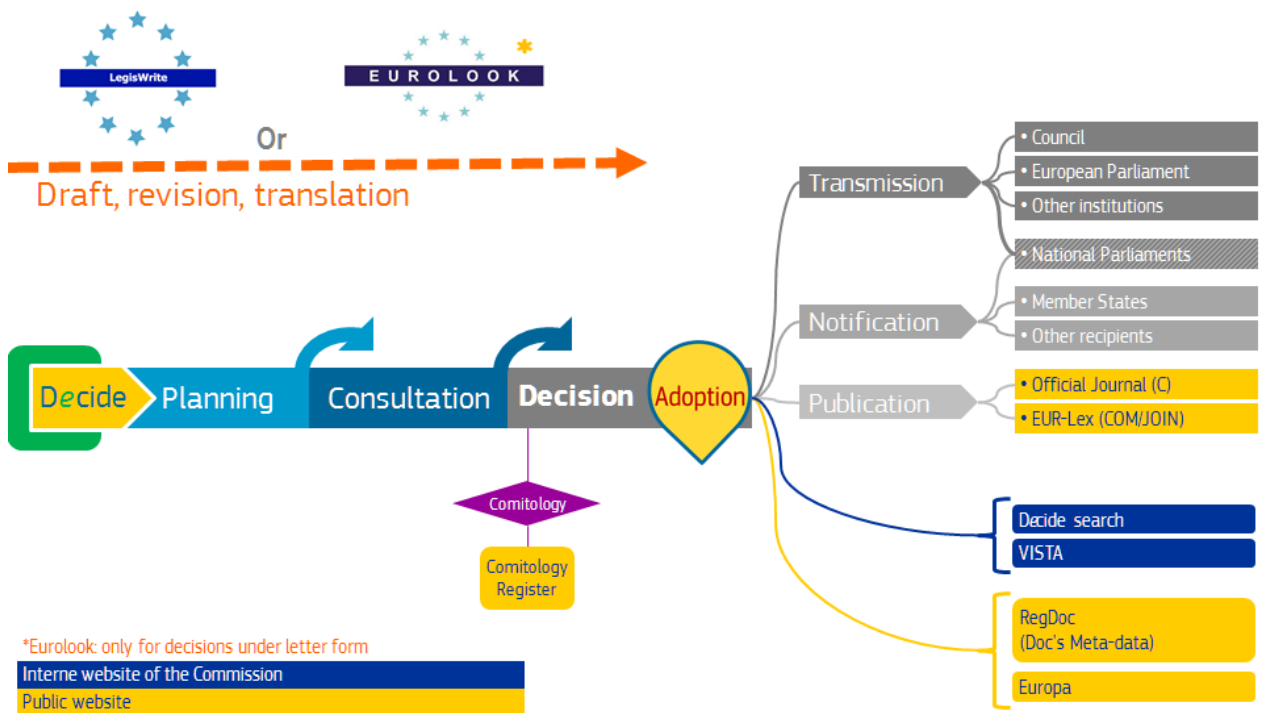 LegisWrite
EUROLOOK
*
Or
Draft, revision, translation
Decide
Planning
Consultation
Decision
Adoption
Comitology
Comitology
Register
Transmission
• Council
• European Parliament
• Other institutions
• National Parliaments
Notification
• Member States
• Other recipients
Publication
• Official Journal (C)
• EUR-Lex (COM/JOIN)
Decide search
VISTA
RegDoc
(Doc's Meta-data)
Europa
*Eurolook: only for decisions under letter form
Interne website of the Commission
Public website